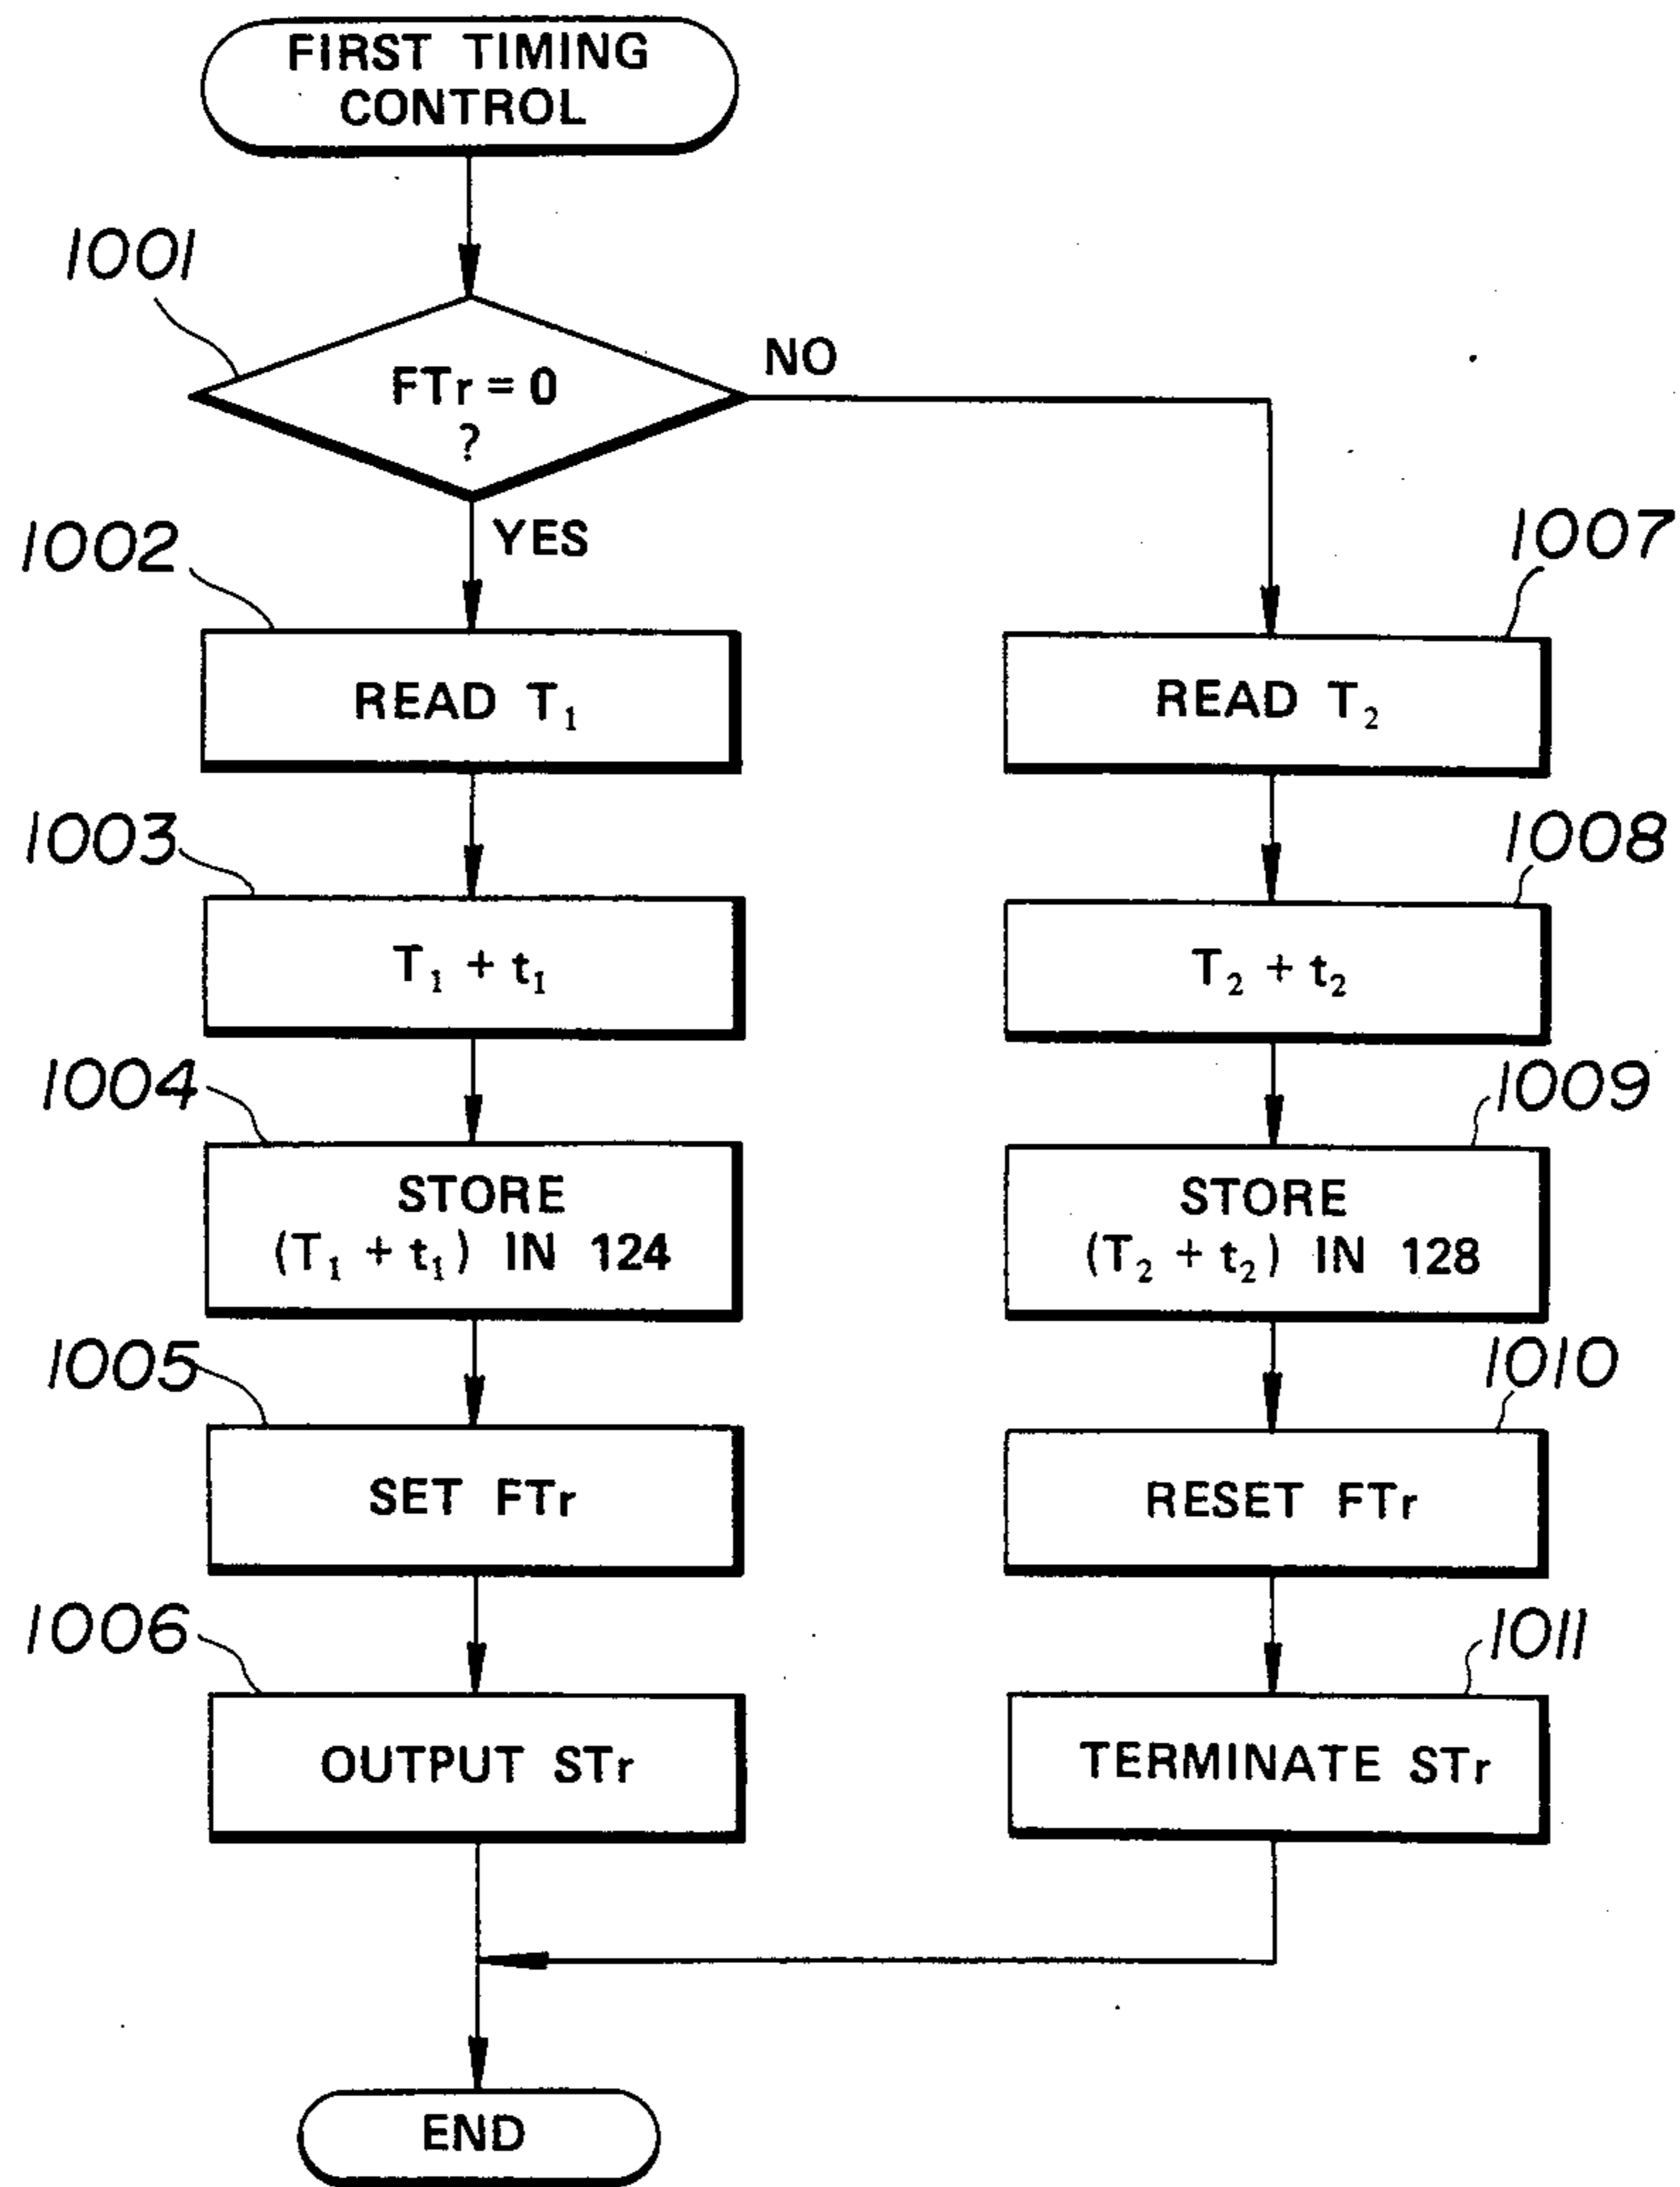 FIRST TIMING
CONTROL
1001
FTr = 0
?
NO
YES
1002
READ T₁
1007
READ T₂
1003
T₁ + t₁
1008
T₂ + t₂
1004
STORE
(T₁ + t₁) IN 124
1009
STORE
(T₂ + t₂) IN 128
1005
SET FTr
1010
RESET FTr
1006
OUTPUT STr
1011
TERMINATE STr
END